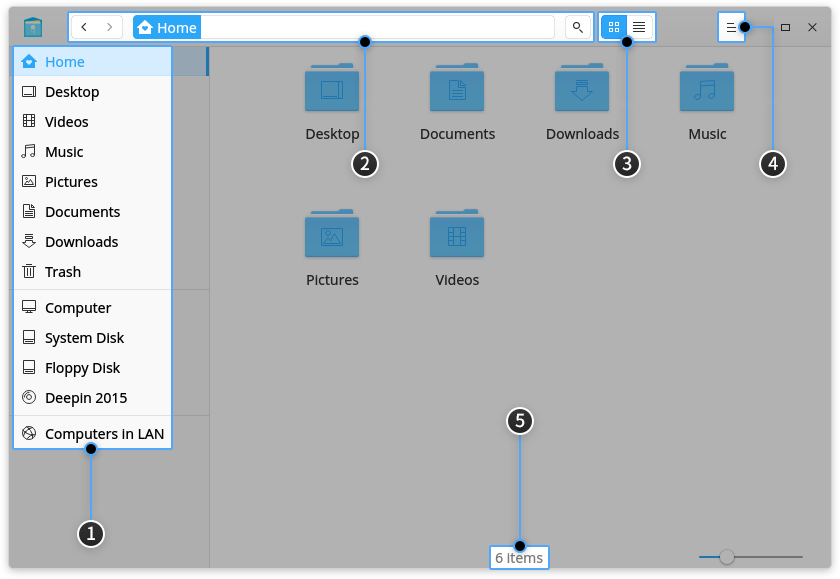 Home
Home
Desktop
Videos
Music
Pictures
Documents
Downloads
Trash
Computer
System Disk
Floppy Disk
Deepin 2015
Computers in LAN
1
Desktop
Documents
Downloads
Music
2
3
4
Pictures
Videos
5
6 items